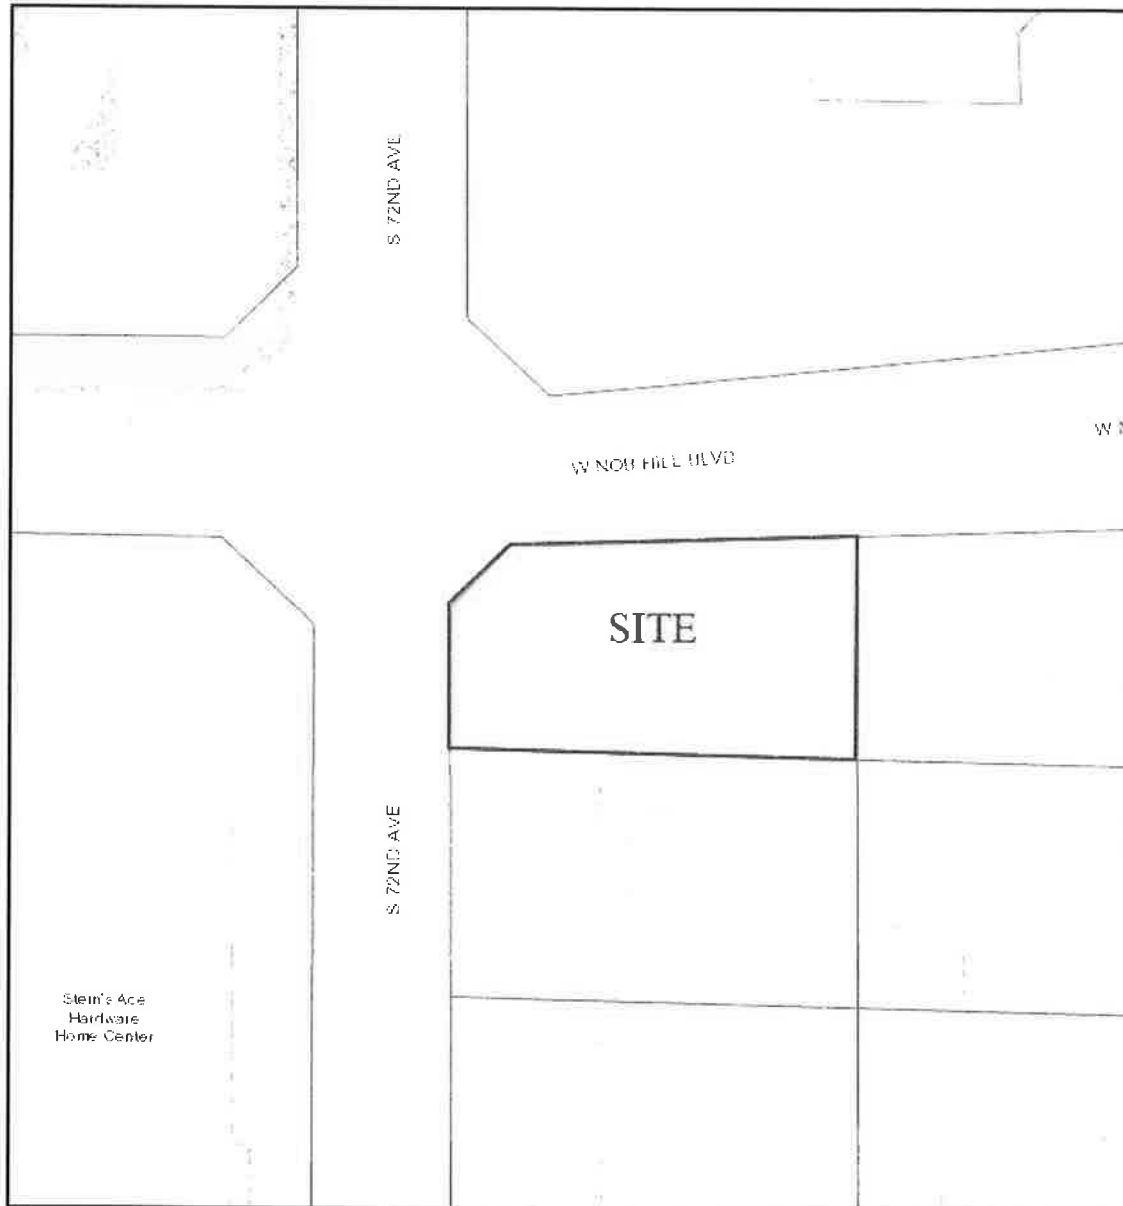 S 72ND AVE
W NOB HILL BLVD
SITE
S 72ND AVE
Stein's Ace
Hardware
Home Center